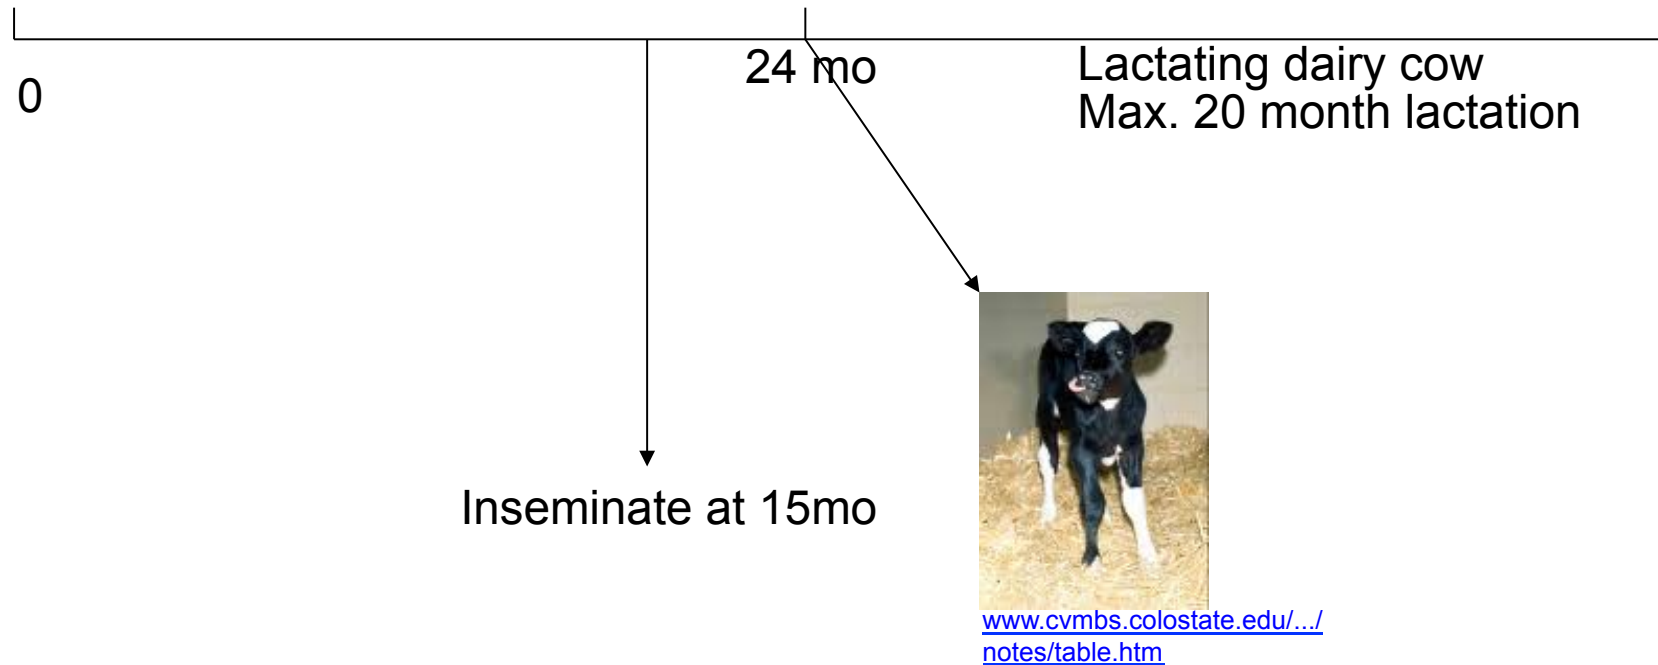 0
24 mo
Lactating dairy cow
Max. 20 month lactation
Inseminate at 15mo
www.cvmbs.colostate.edu/.../
notes/table.htm